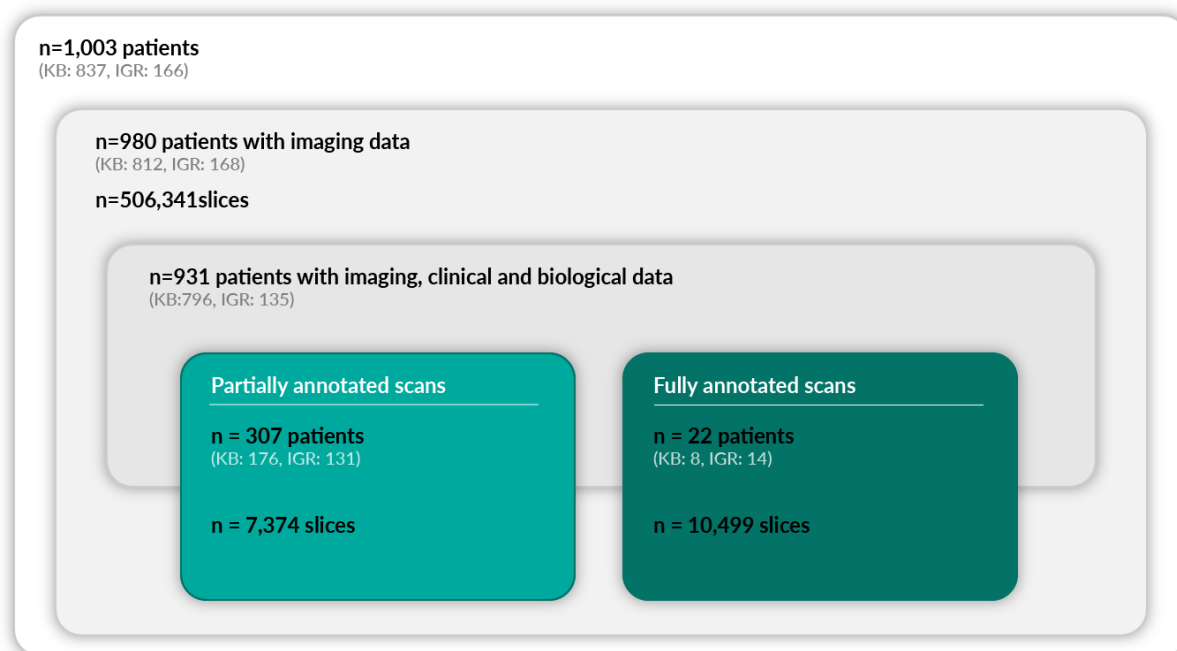 n=1,003 patients
(KB: 837, IGR: 166)
n=980 patients with imaging data
(KB: 812, IGR: 168)
n=506,341slices
n=931 patients with imaging, clinical and biological data
(KB:796, IGR: 135)
Partially annotated scans
n = 307 patients
(KB: 176, IGR: 131)
n = 7,374 slices
Fully annotated scans
n = 22 patients
(KB: 8, IGR: 14)
n = 10,499 slices